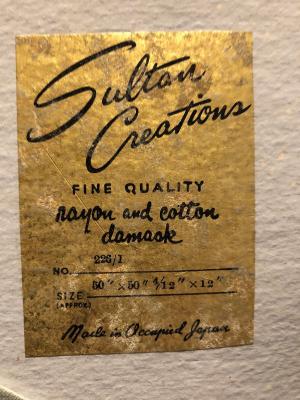 Sultan
Creations
FINE QUALITY
rayon and cotton
damask
226/1
NO.
50" × 50" 4/12" × 12"
SIZE
(APPROX.)
Made in Occupied Japan